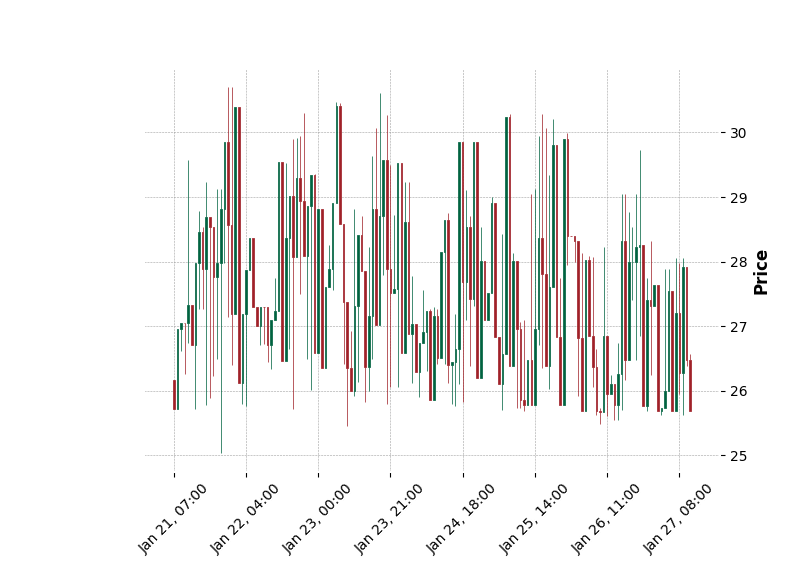 30
29
28
27
26
25
Price
Jan 21, 07:00
Jan 22, 04:00
Jan 23, 00:00
Jan 23, 21:00
Jan 24, 18:00
Jan 25, 14:00
Jan 26, 11:00
Jan 27, 08:00